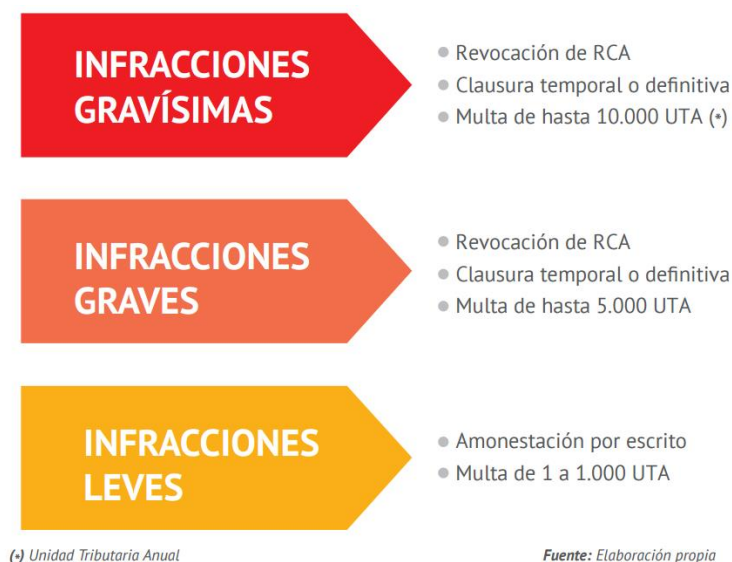 INFRACCIONES
GRAVÍSIMAS
● Revocación de RCA
● Clausura temporal o definitiva
● Multa de hasta 10.000 UTA (*)
INFRACCIONES
GRAVES
● Revocación de RCA
● Clausura temporal o definitiva
● Multa de hasta 5.000 UTA
INFRACCIONES
LEVES
● Amonestación por escrito
● Multa de 1 a 1.000 UTA
(*) Unidad Tributaria Anual
Fuente: Elaboración propia